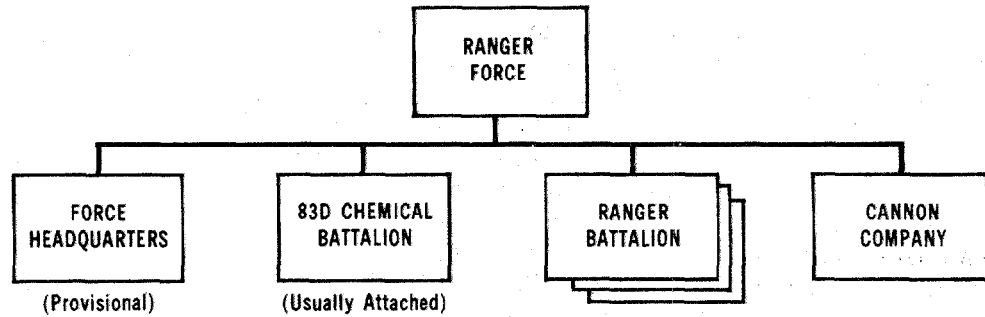 RANGER
FORCE
FORCE
HEADQUARTERS
(Provisional)
83D CHEMICAL
BATTALION
(Usually Attached)
RANGER
BATTALION
CANNON
COMPANY